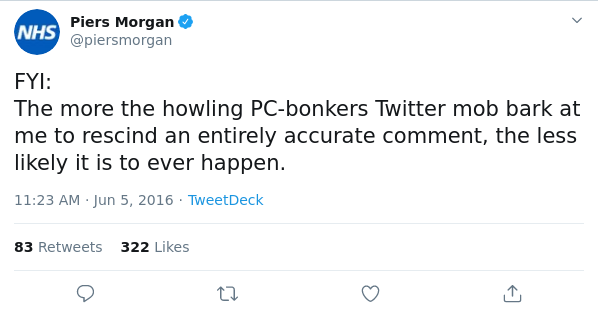 NHS
Piers Morgan
@piersmorgan
FYI:
The more the howling PC-bonkers Twitter mob bark at
me to rescind an entirely accurate comment, the less
likely it is to ever happen.
11:23 AM · Jun 5, 2016 · TweetDeck
83 Retweets 322 Likes